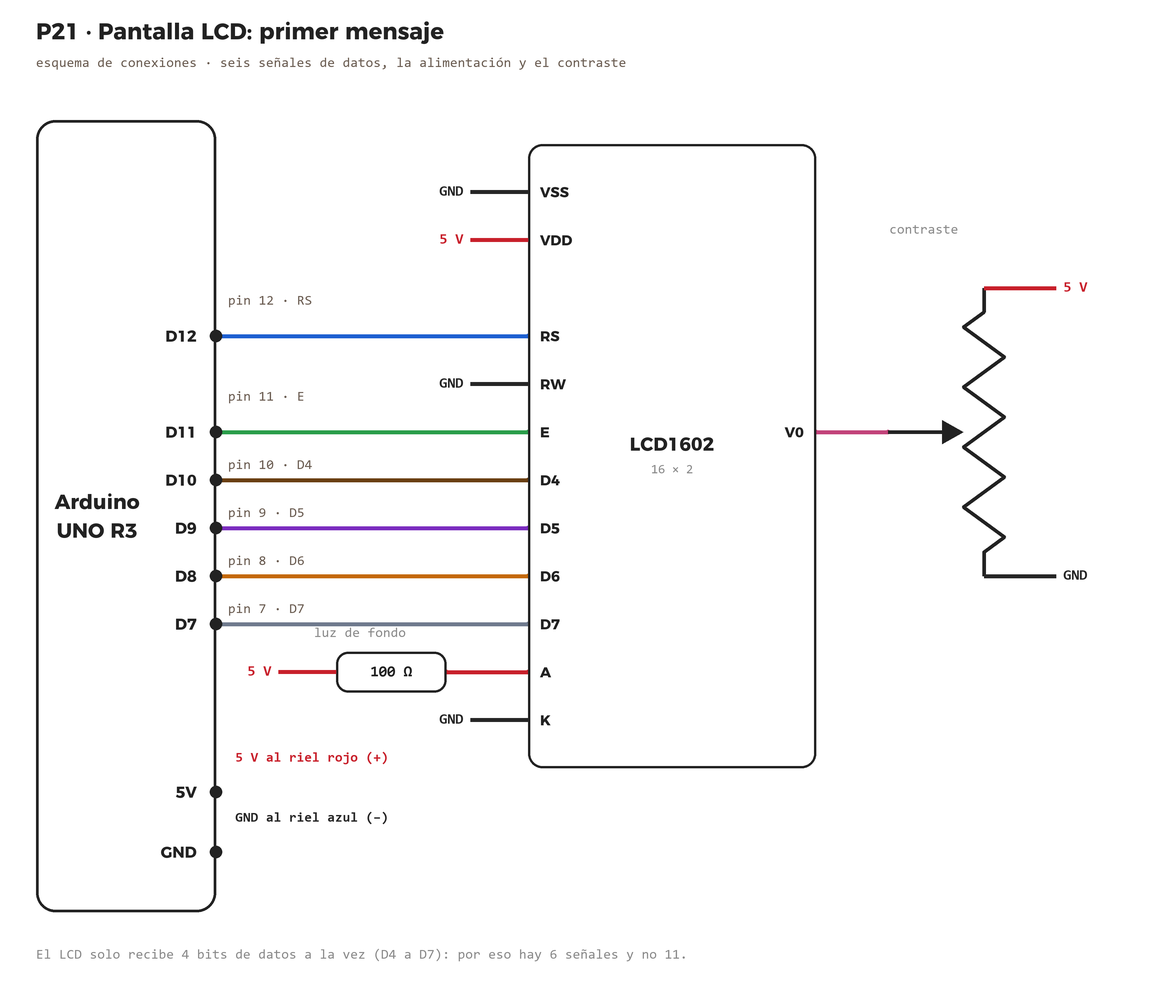 P21 · Pantalla LCD: primer mensaje
esquema de conexiones · seis señales de datos, la alimentación y el contraste
GND
VSS
5 V
VDD
contraste
5 V
pin 12 · RS
D12
RS
GND
RW
pin 11 · E
D11
E
LCD1602
V0
16 × 2
pin 10 · D4
D10
D4
Arduino
UNO R3
pin 9 · D5
D9
D5
pin 8 · D6
D8
D6
GND
pin 7 · D7
D7
D7
luz de fondo
5 V
100 Ω
A
GND
K
5 V al riel rojo (+)
5V
GND al riel azul (−)
GND
El LCD solo recibe 4 bits de datos a la vez (D4 a D7): por eso hay 6 señales y no 11.